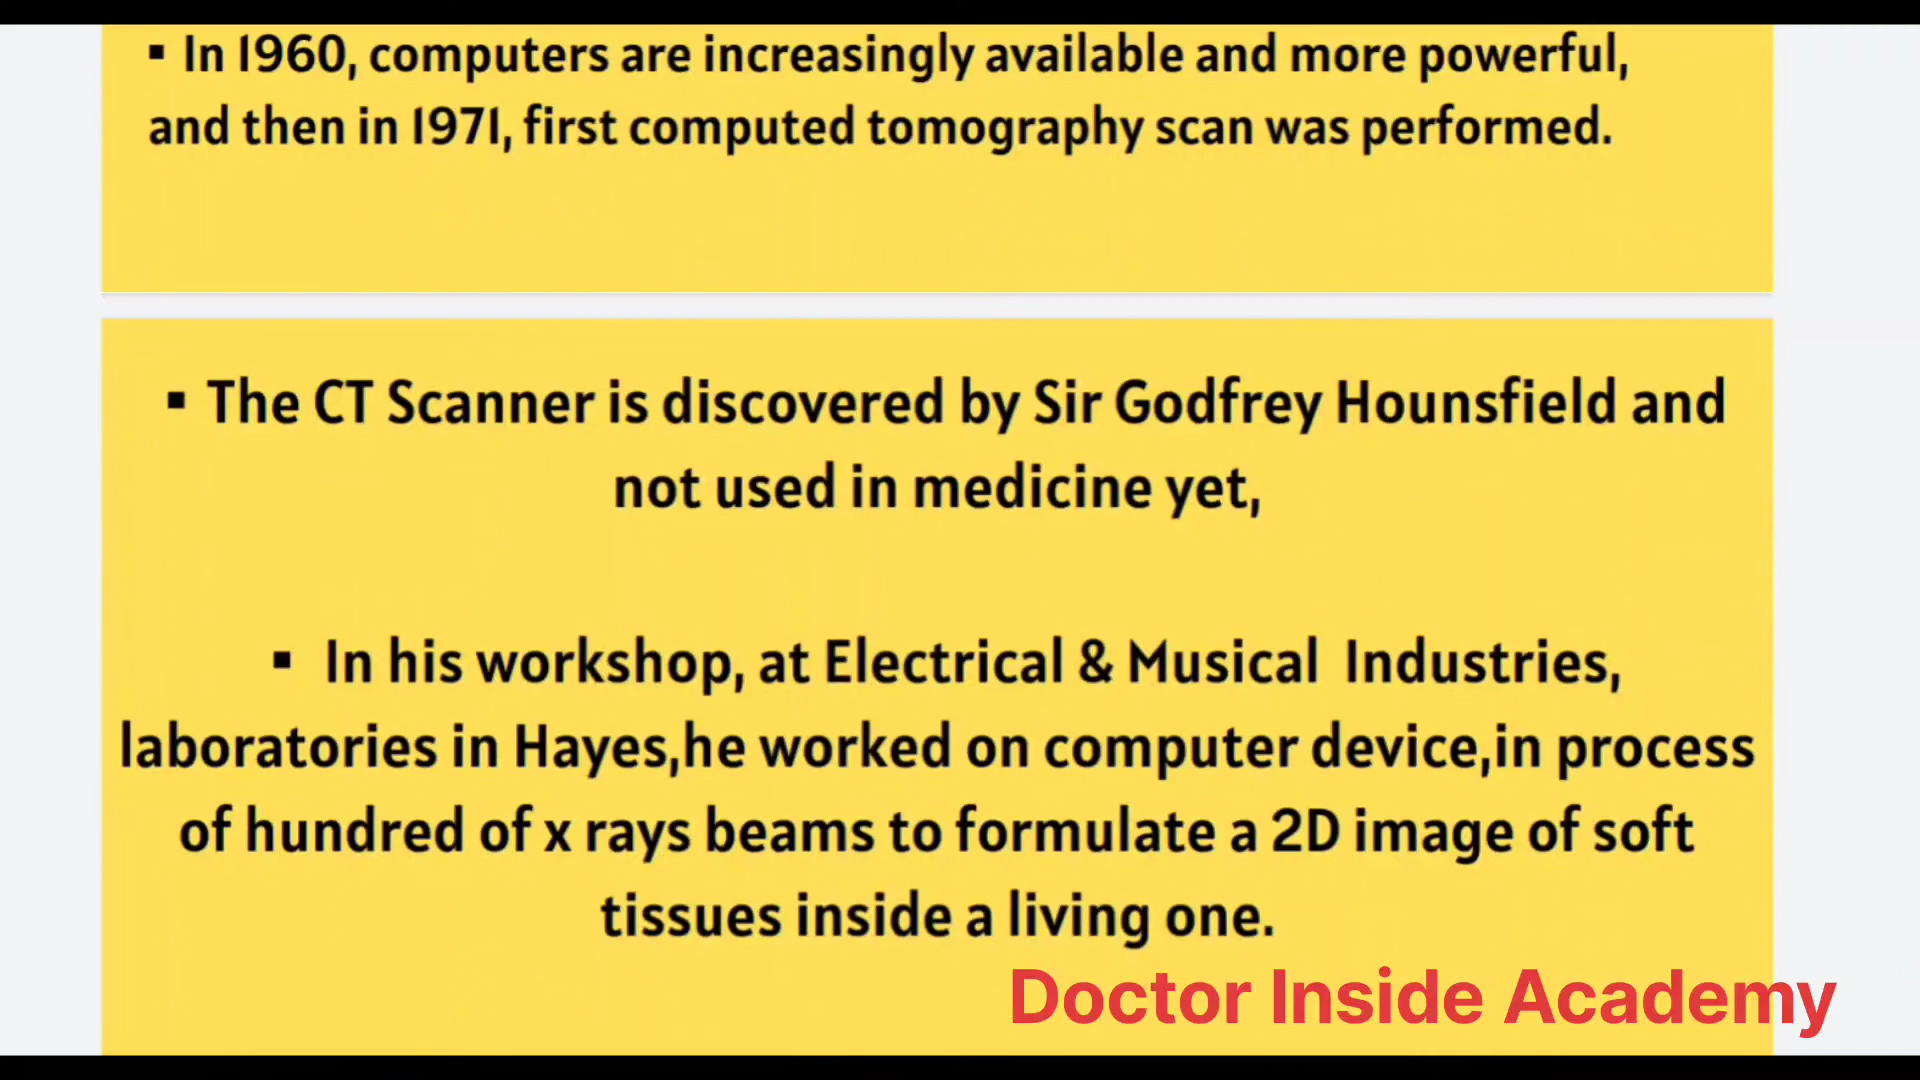 ▪ In 1960, computers are increasingly available and more powerful,
and then in 1971, first computed tomography scan was performed.
▪ The CT Scanner is discovered by Sir Godfrey Hounsfield and
not used in medicine yet,
▪ In his workshop, at Electrical & Musical Industries,
laboratories in Hayes,he worked on computer device,in process
of hundred of x rays beams to formulate a 2D image of soft
tissues inside a living one.
Doctor Inside Academy